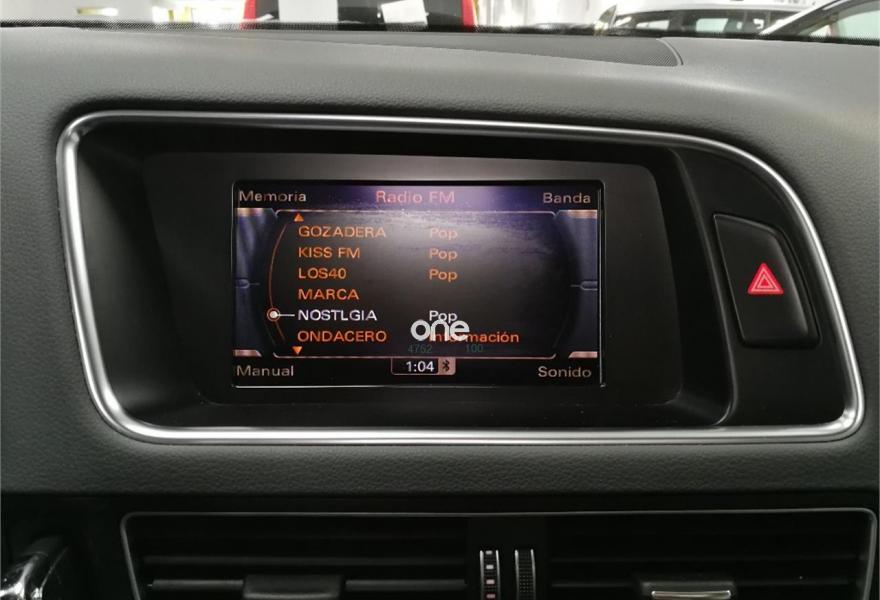 Memoria Radio FM Banda
GOZADERA Pop
KISS FM Pop
LOS40 Pop
MARCA
NOSTLGIA Pop
ONDACERO Información
one
4752 100
Manual 1:04 Sonido